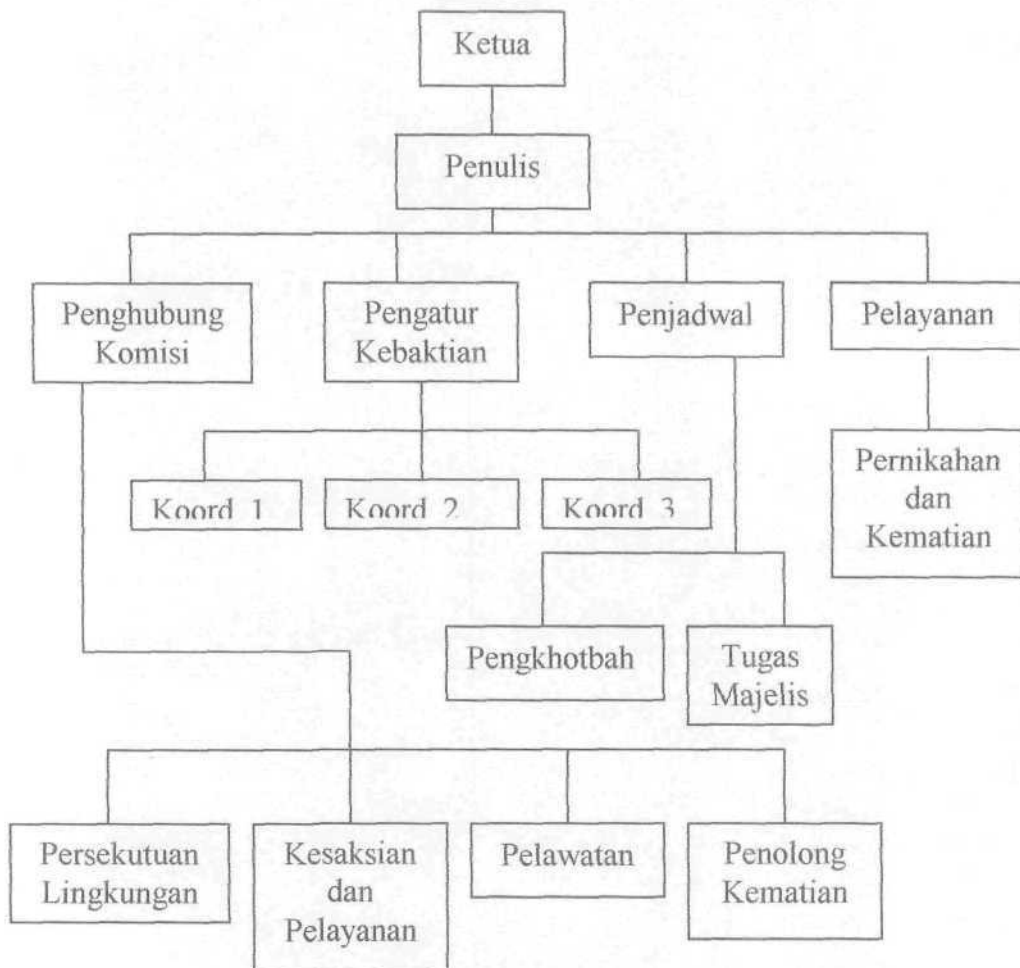 Ketua
Penulis
Penghubung
Komisi
Pengatur
Kebaktian
Penjadwal
Pelayanan
Koord 1
Koord 2
Koord 3
Pernikahan
dan
Kematian
Pengkhotbah
Tugas
Majelis
Persekutuan
Lingkungan
Kesaksian
dan
Pelayanan
Pelawatan
Penolong
Kematian